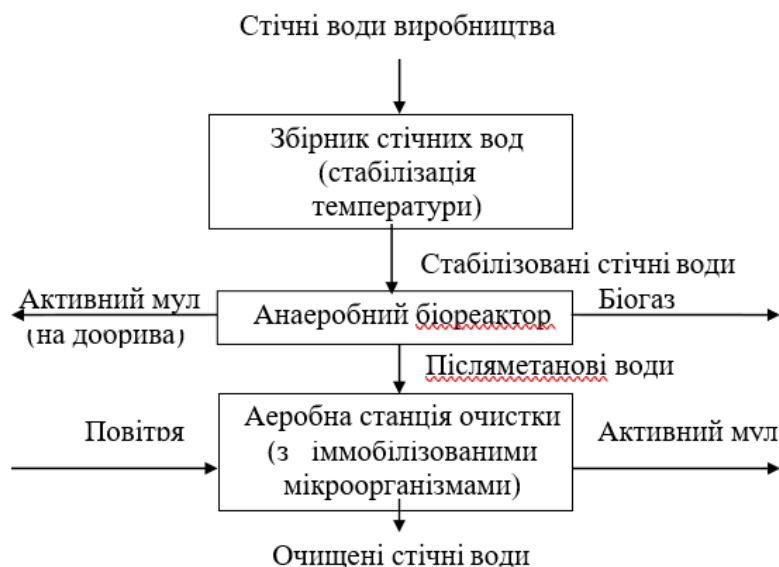 Стічні води виробництва
Збірник стічних вод
(стабілізація
температури)
Стабілізовані стічні води
Активний мул
(на добрива)
Анаеробний біореактор
Біогаз
Післяметанові води
Повітря
Аеробна станція очистки
(з іммобілізованими
мікроорганізмами)
Активний мул
Очищені стічні води